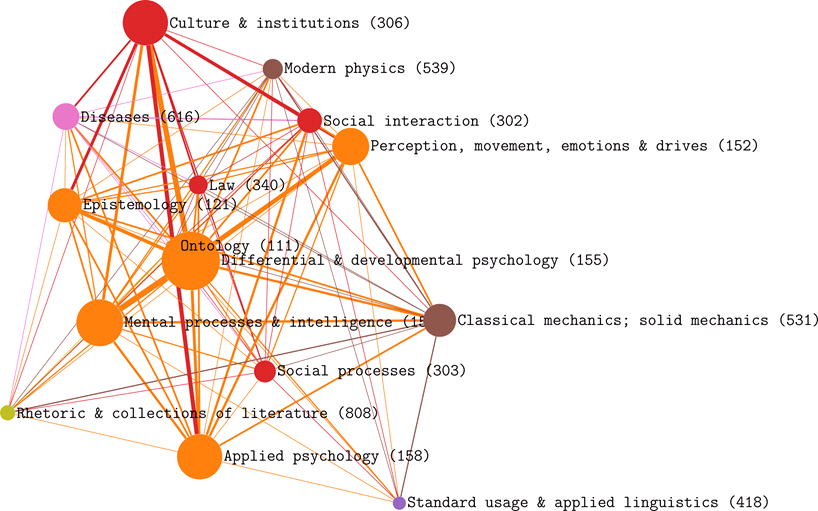 Culture & institutions (306)
Modern physics (539)
Diseases (616)
Social interaction (302)
Perception, movement, emotions & drives (152)
Law (340)
Epistemology (121)
Ontology (111)
Differential & developmental psychology (155)
Mental processes & intelligence (15
Classical mechanics; solid mechanics (531)
Social processes (303)
Rhetoric & collections of literature (808)
Applied psychology (158)
Standard usage & applied linguistics (418)